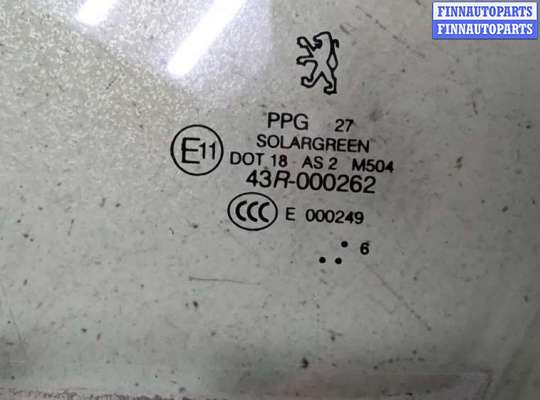 FINNAUTOPARTS
FINNAUTOPARTS
PPG 27
SOLARGREEN
E11
DOT 18 AS 2 M504
43R-000262
CCC E 000249
6